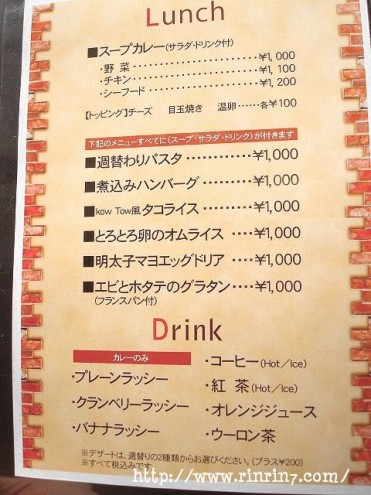 Lunch
■スープカレー(サラダ・ドリンク付)
・野 菜 ・・・・・・・・・・・・・・・・¥1,000
・チキン ・・・・・・・・・・・・・・・¥1,100
・シーフード ・・・・・・・・・・・・¥1,200
【トッピング】チーズ 目玉焼き 温卵……各¥100
下記のメニューすべてに(スープ・サラダ・ドリンク)が付きます
■週替わりパスタ ・・・・・・・・・・・¥1,000
■煮込みハンバーグ ・・・・・・・・¥1,000
■kow Tow風タコライス ・・・・・¥1,000
■とろとろ卵のオムライス ・・・・¥1,000
■明太子マヨエッグドリア ・・・・¥1,000
■エビとホタテのグラタン・・・・¥1,000
(フランスパン付)
Drink
カレーのみ
・プレーンラッシー
・クランベリーラッシー
・バナナラッシー
・コーヒー(Hot/Ice)
・紅 茶(Hot/Ice)
・オレンジジュース
・ウーロン茶
※デザートは、週替りの2種類からお選びください。(プラス¥200)
※すべて税込みです。
http://www.rinrin7.com/